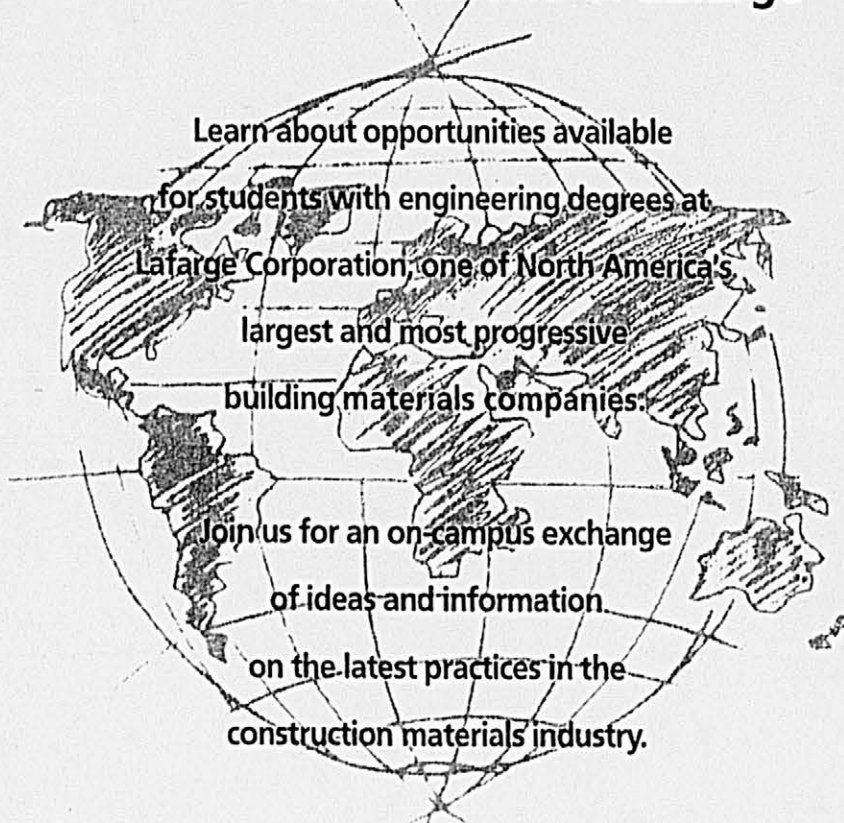 Learn about opportunities available
for students with engineering degrees at
Lafarge Corporation, one of North America's
largest and most progressive
building materials companies.
Join us for an on-campus exchange
of ideas and information
on the latest practices in the
construction materials industry.